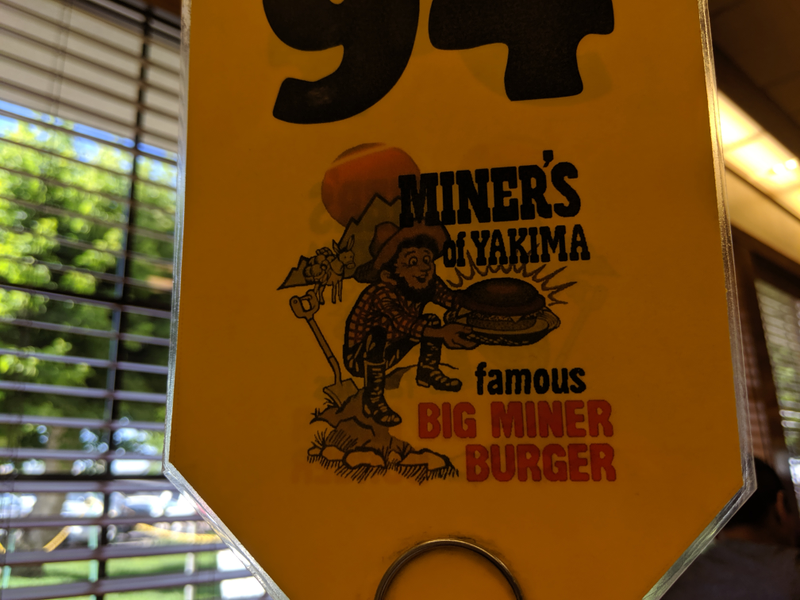 94
MINER'S
of YAKIMA
famous
BIG MINER
BURGER